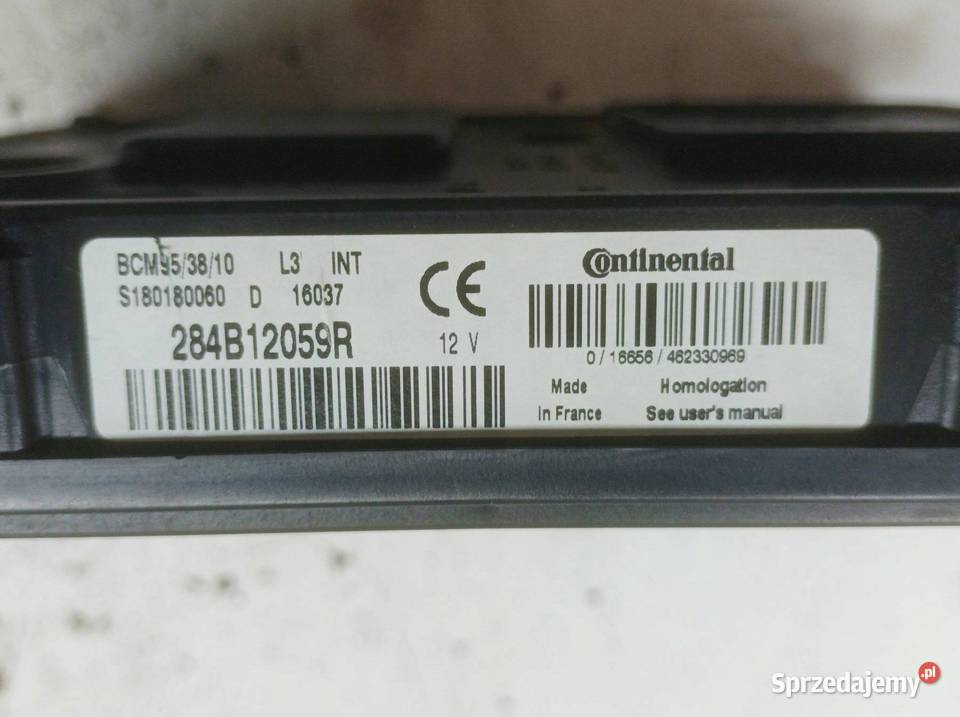 BCM95/38/10 L3 INT
S180180060 D 16037
284B12059R
CE
12 V
Continental
0/16656/462330969
Made in France
Homologation
See user's manual
Sprzedajemy.pl